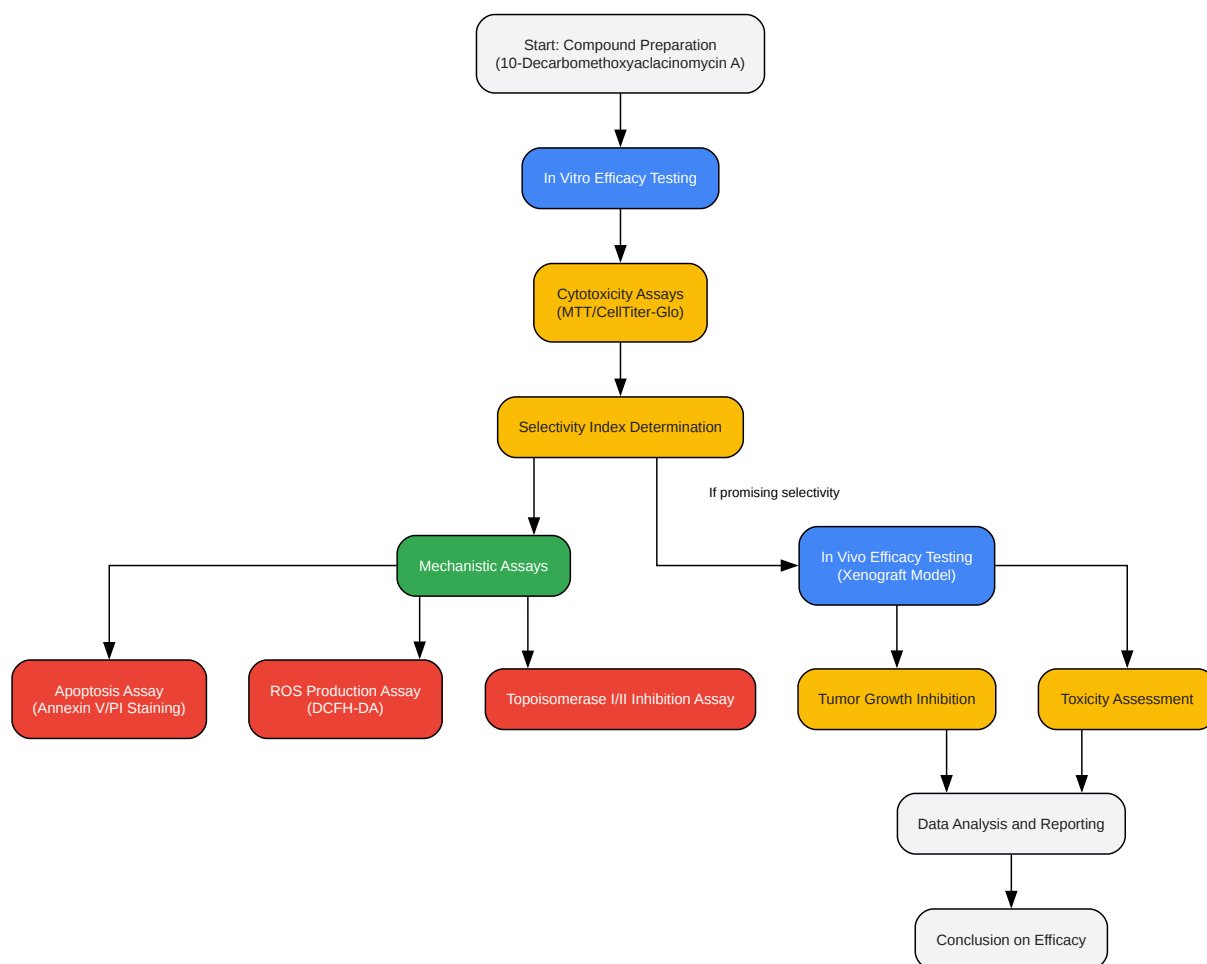 Start: Compound Preparation
(10-Decarbomethoxyaclacinomycin A)
In Vitro Efficacy Testing
Cytotoxicity Assays
(MTT/CellTiter-Glo)
Selectivity Index Determination
If promising selectivity
Mechanistic Assays
In Vivo Efficacy Testing
(Xenograft Model)
Apoptosis Assay
(Annexin V/PI Staining)
ROS Production Assay
(DCFH-DA)
Topoisomerase I/II Inhibition Assay
Tumor Growth Inhibition
Toxicity Assessment
Data Analysis and Reporting
Conclusion on Efficacy